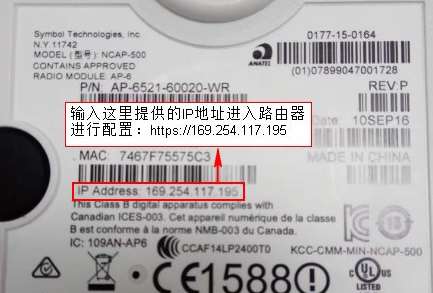 Symbol Technologies, Inc.
N.Y 11742
MODEL(N): NCAP-500
CONTAINS APPROVED
RADIO MODULE: AP-6
0177-15-0164
ANATEL
(01)07899047001728
P/N: AP-6521-60020-WR
REV:P
Date
10SEP16
输入这里提供的IP地址进入路由器
进行配置：https://169.254.117.195
MAC: 7467F75575C3
MADE IN CHINA
IP Address: 169.254.117.195
This Class B digital apparatus complies with
Canadian ICES-003. Cet appareil numérique de la classe
B est conforme à la norme NMB-003 du Canada.
IC: 109AN-AP6
CCAF14LP2400T0
KCC-CMM-MIN-NCAP-500
CE1588
C UL US
LISTED